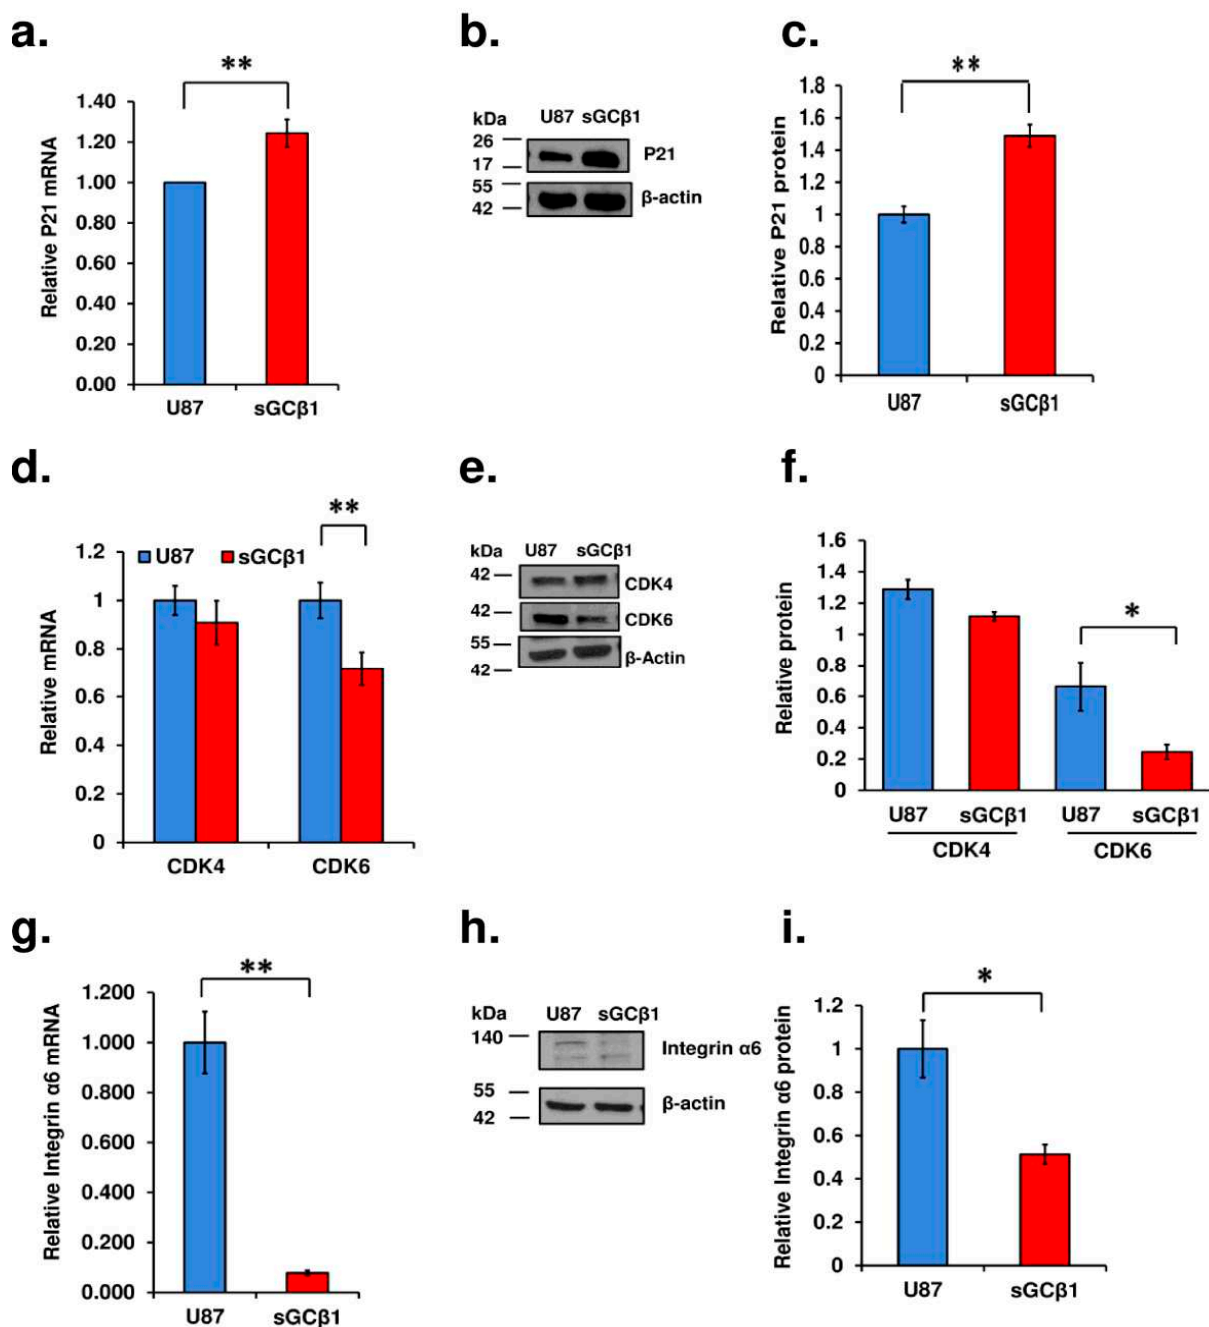 a.
**
Relative P21 mRNA
1.40
1.20
1.00
0.80
0.60
0.40
0.20
0.00
U87 sGCβ1
b.
kDa U87 sGCβ1
26
17
P21
55
42
β-actin
c.
**
Relative P21 protein
1.8
1.6
1.4
1.2
1
0.8
0.6
0.4
0.2
0
U87 sGCβ1
d.
**
U87 sGCβ1
Relative mRNA
1.2
1
0.8
0.6
0.4
0.2
0
CDK4 CDK6
e.
kDa U87 sGCβ1
42
CDK4
42
CDK6
55
42
β-Actin
f.
*
Relative protein
1.6
1.4
1.2
1
0.8
0.6
0.4
0.2
0
U87 sGCβ1 U87 sGCβ1
CDK4 CDK6
g.
**
Relative Integrin α6 mRNA
1.200
1.000
0.800
0.600
0.400
0.200
0.000
U87 sGCβ1
h.
kDa U87 sGCβ1
140
Integrin α6
55
42
β-actin
i.
*
Relative Integrin α6 protein
1.2
1
0.8
0.6
0.4
0.2
0
U87 sGCβ1